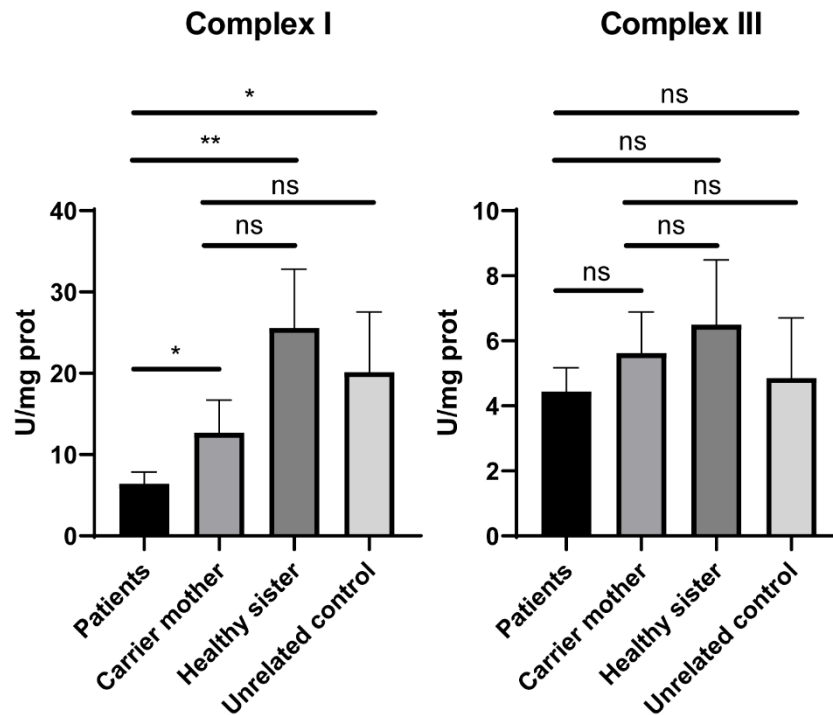 Complex I
*
**
ns
ns
*
U/mg prot
40
30
20
10
0
Patients
Carrier mother
Healthy sister
Unrelated control
Complex III
ns
ns
ns
ns
ns
U/mg prot
10
8
6
4
2
0
Patients
Carrier mother
Healthy sister
Unrelated control